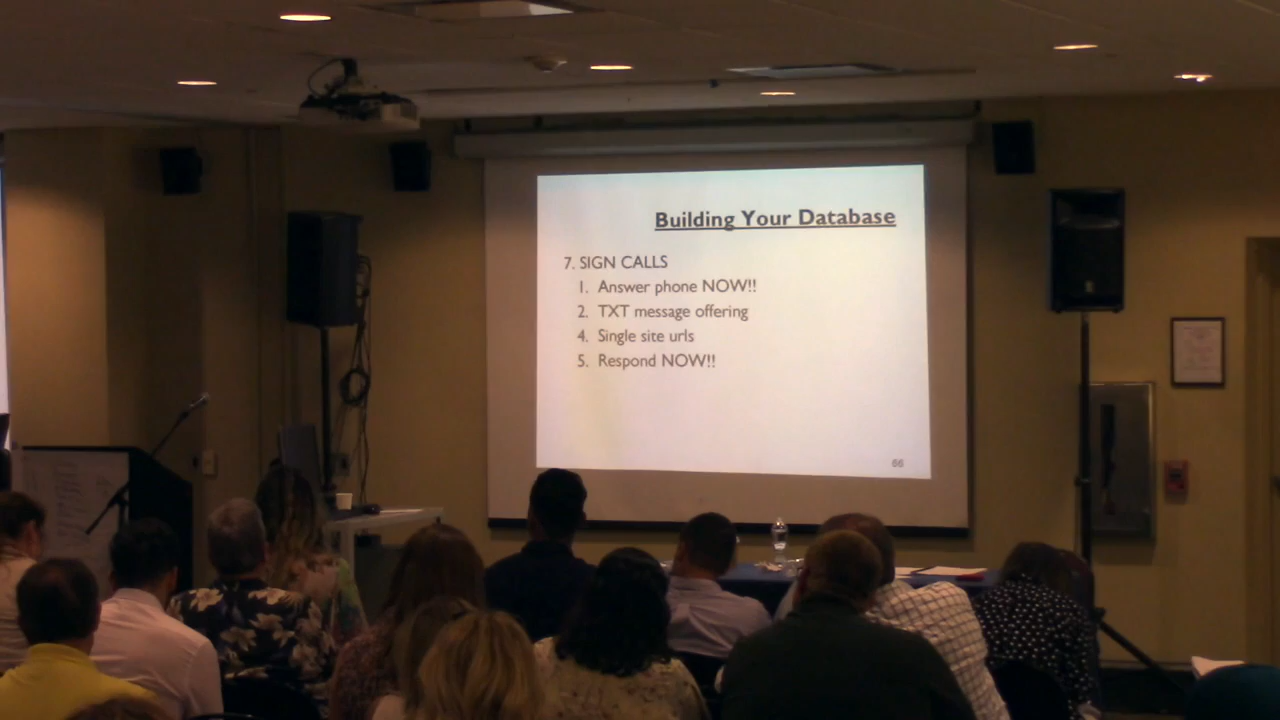 Building Your Database
7. SIGN CALLS
1. Answer phone NOW!!
2. TXT message offering
4. Single site urls
5. Respond NOW!!
66